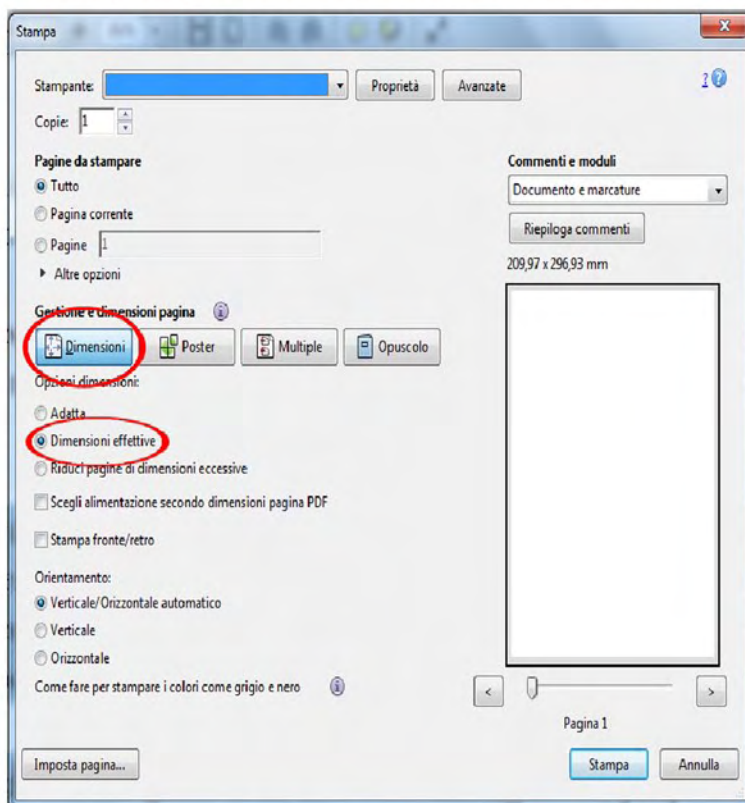 Stampa
Stampante: Proprietà Avanzate ?
Copie: 1
Pagine da stampare
Tutto
Pagina corrente
Pagine 1
Altre opzioni
Commenti e moduli
Documento e marcature
Riepiloga commenti
209,97 x 296,93 mm
Gestione e dimensioni pagina
Dimensioni Poster Multiple Opuscolo
Opzioni dimensioni:
Adatta
Dimensioni effettive
Riduci pagine di dimensioni eccessive
Scegli alimentazione secondo dimensioni pagina PDF
Stampa fronte/retro
Orientamento:
Verticale/Orizzontale automatico
Verticale
Orizzontale
Come fare per stampare i colori come grigio e nero
< >
Pagina 1
Imposta pagina... Stampa Annulla